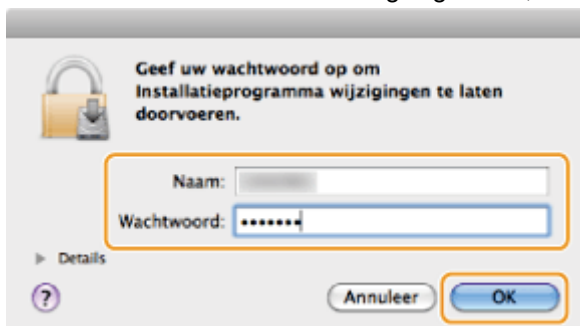 Geef uw wachtwoord op om
Installatieprogramma wijzigingen te laten
doorvoeren.
Naam:
Wachtwoord: •••••••
Details
?
Annuleer
OK